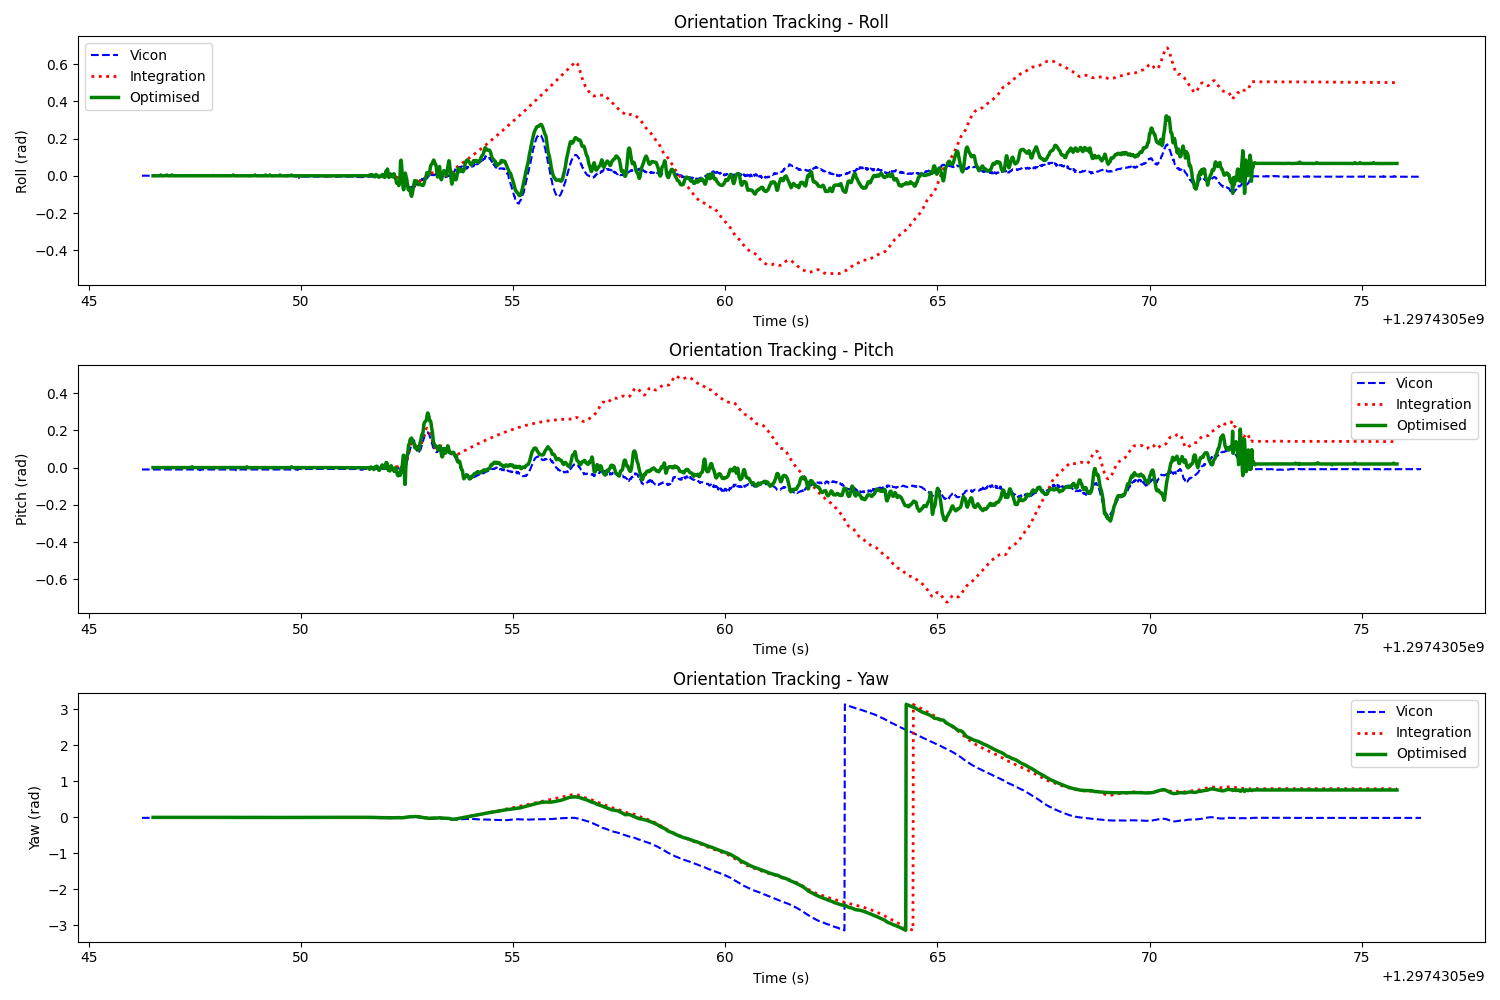 Orientation Tracking - Roll
Vicon
Integration
Optimised
Roll (rad)
0.6
0.4
0.2
0.0
−0.2
−0.4
45 50 55 60 65 70 75
Time (s)
+1.2974305e9
Orientation Tracking - Pitch
Vicon
Integration
Optimised
Pitch (rad)
0.4
0.2
0.0
−0.2
−0.4
−0.6
45 50 55 60 65 70 75
Time (s)
+1.2974305e9
Orientation Tracking - Yaw
Vicon
Integration
Optimised
Yaw (rad)
3
2
1
0
−1
−2
−3
45 50 55 60 65 70 75
Time (s)
+1.2974305e9